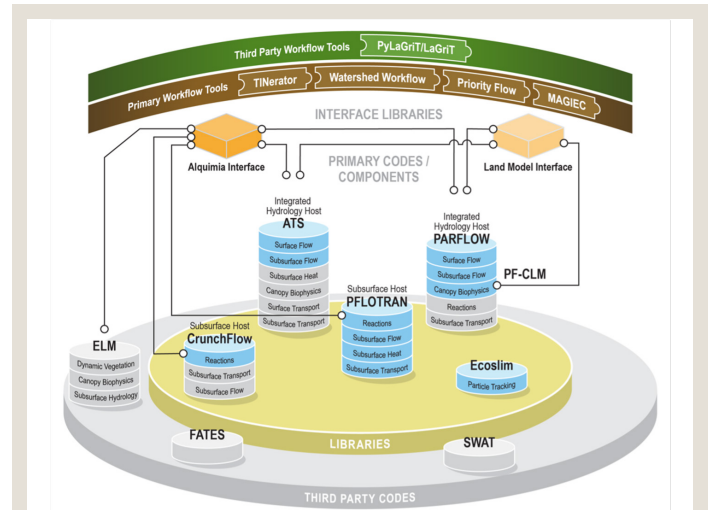 Third Party Workflow Tools
PyLaGriT/LaGriT
Primary Workflow Tools
TINerator
Watershed Workflow
Priority Flow
MAGIEC
INTERFACE LIBRARIES
Alquimia Interface
Land Model Interface
PRIMARY CODES /
COMPONENTS
Integrated
Hydrology Host
ATS
Surface Flow
Subsurface Flow
Subsurface Heat
Canopy Biophysics
Surface Transport
Subsurface Transport
Integrated
Hydrology Host
PARFLOW
Surface Flow
Subsurface Flow
Canopy Biophysics
Reactions
Subsurface Transport
PF-CLM
Subsurface Host
PFLOTRAN
Reactions
Subsurface Flow
Subsurface Heat
Subsurface Transport
Subsurface Host
CrunchFlow
Reactions
Subsurface Transport
Subsurface Flow
ELM
Dynamic Vegetation
Canopy Biophysics
Subsurface Hydrology
Ecoslim
Particle Tracking
FATES
SWAT
LIBRARIES
THIRD PARTY CODES